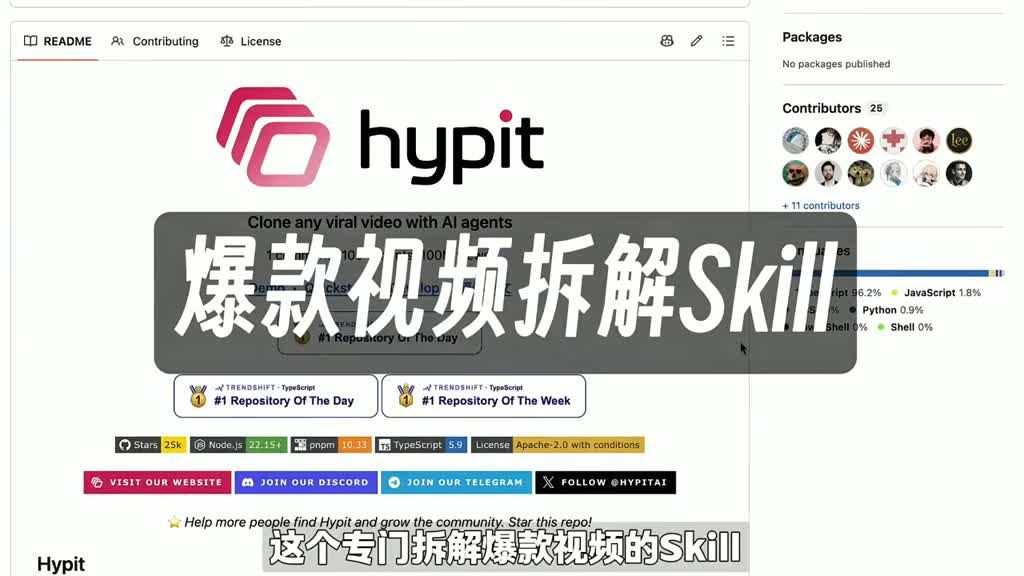 README
Contributing
License
Packages
No packages published
hypit
Contributors 25
lee
+ 11 contributors
Clone any viral video with AI agents
爆款视频拆解Skill
96.2%
JavaScript 1.8%
Python 0.9%
Shell 0%
Shell 0%
#1 Repository Of The Day
TRENDSHIFT · TypeScript
#1 Repository Of The Day
TRENDSHIFT · TypeScript
#1 Repository Of The Week
Stars 25k
Node.js 22.15+
pnpm 10.33
TypeScript 5.9
License Apache-2.0 with conditions
VISIT OUR WEBSITE
JOIN OUR DISCORD
JOIN OUR TELEGRAM
FOLLOW @HYPITAI
Help more people find Hypit and grow the community. Star this repo!
这个专门拆解爆款视频的Skill
Hypit